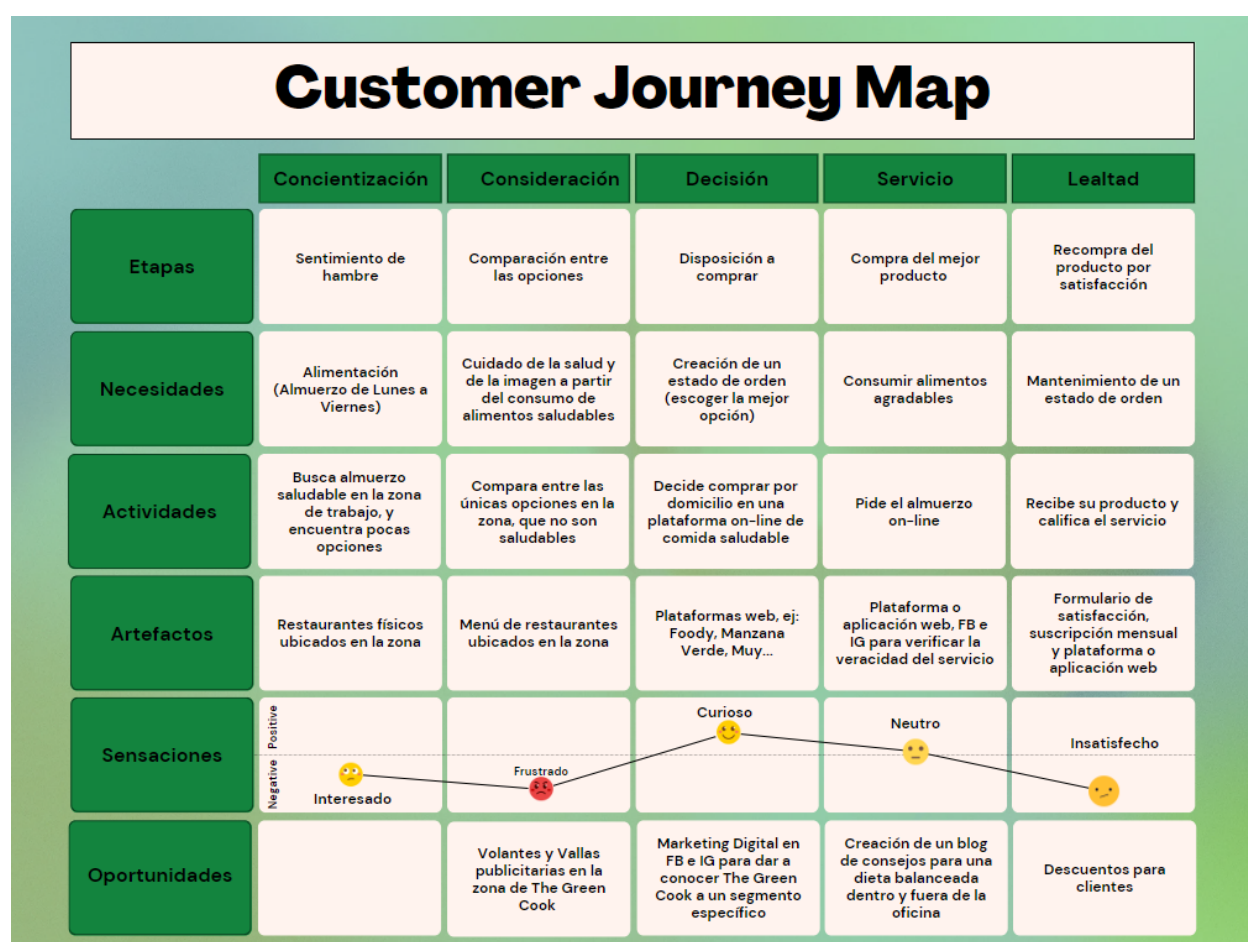 Customer Journey Map
Concientización
Consideración
Decisión
Servicio
Lealtad
Etapas
Sentimiento de
hambre
Comparación entre
las opciones
Disposición a
comprar
Compra del mejor
producto
Recompra del
producto por
satisfacción
Necesidades
Alimentación
(Almuerzo de Lunes a
Viernes)
Cuidado de la salud y
de la imagen a partir
del consumo de
alimentos saludables
Creación de un
estado de orden
(escoger la mejor
opción)
Consumir alimentos
agradables
Mantenimiento de un
estado de orden
Actividades
Busca almuerzo
saludable en la zona
de trabajo, y
encuentra pocas
opciones
Compara entre las
únicas opciones en la
zona, que no son
saludables
Decide comprar por
domicilio en una
plataforma on-line de
comida saludable
Pide el almuerzo
on-line
Recibe su producto y
califica el servicio
Artefactos
Restaurantes físicos
ubicados en la zona
Menú de restaurantes
ubicados en la zona
Plataformas web, ej:
Foody, Manzana
Verde, Muy...
Plataforma o
aplicación web, FB e
IG para verificar la
veracidad del servicio
Formulario de
satisfacción,
suscripción mensual
y plataforma o
aplicación web
Sensaciones
Positive
Negative
Interesado
Frustrado
Curioso
Neutro
Insatisfecho
Oportunidades
Volantes y Vallas
publicitarias en la
zona de The Green
Cook
Marketing Digital en
FB e IG para dar a
conocer The Green
Cook a un segmento
específico
Creación de un blog
de consejos para una
dieta balanceada
dentro y fuera de la
oficina
Descuentos para
clientes